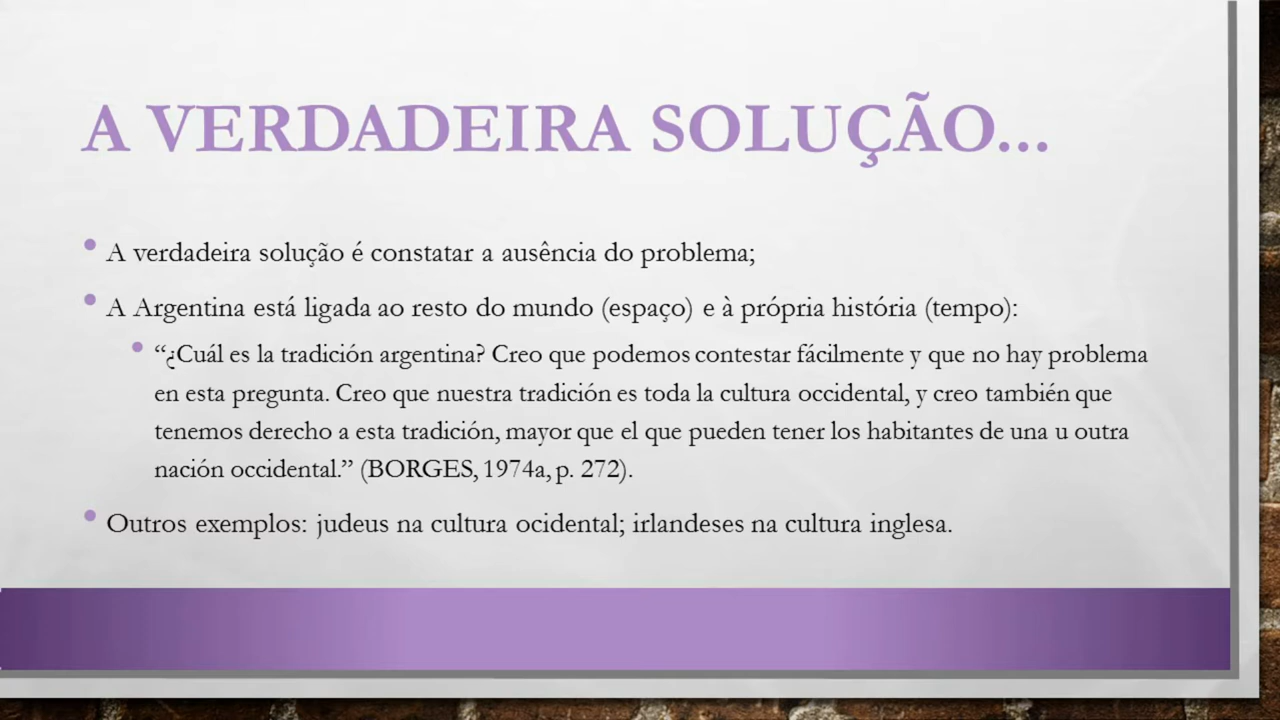 A VERDADEIRA SOLUÇÃO...
• A verdadeira solução é constatar a ausência do problema;
• A Argentina está ligada ao resto do mundo (espaço) e à própria história (tempo):
• “¿Cuál es la tradición argentina? Creo que podemos contestar fácilmente y que no hay problema
en esta pregunta. Creo que nuestra tradición es toda la cultura occidental, y creo también que
tenemos derecho a esta tradición, mayor que el que pueden tener los habitantes de una u outra
nación occidental.” (BORGES, 1974a, p. 272).
• Outros exemplos: judeus na cultura ocidental; irlandeses na cultura inglesa.